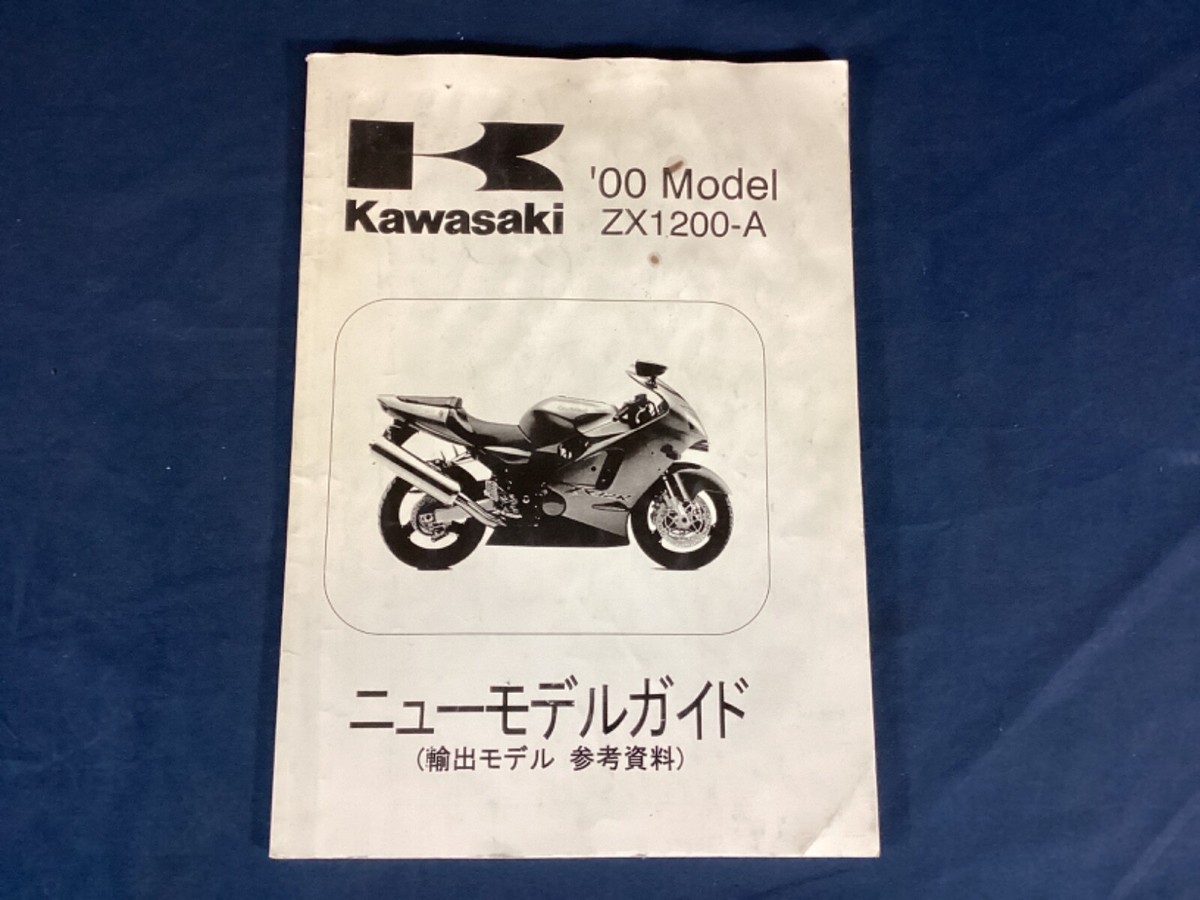 Kawasaki
'00 Model
ZX1200-A
ニューモデルガイド
(輸出モデル 参考資料)